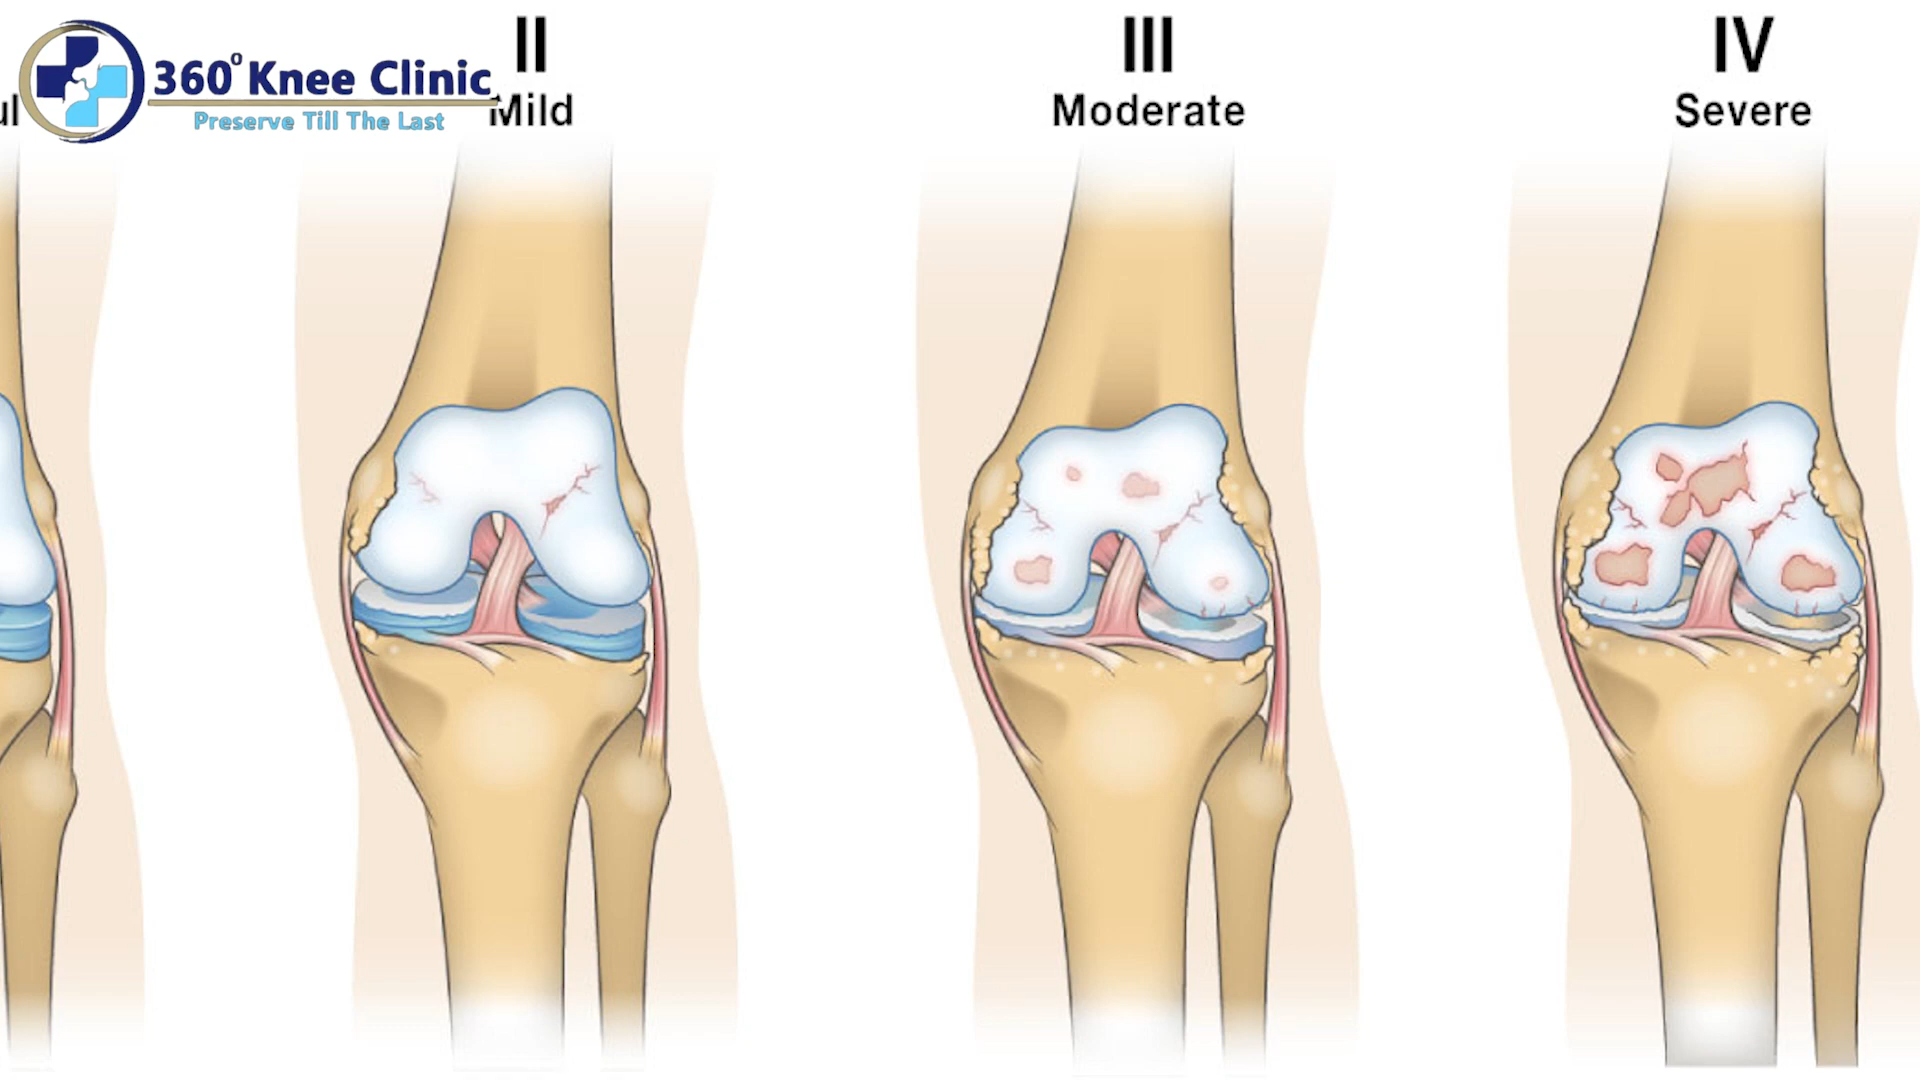 360° Knee Clinic
Preserve Till The Last
II
Mild
III
Moderate
IV
Severe